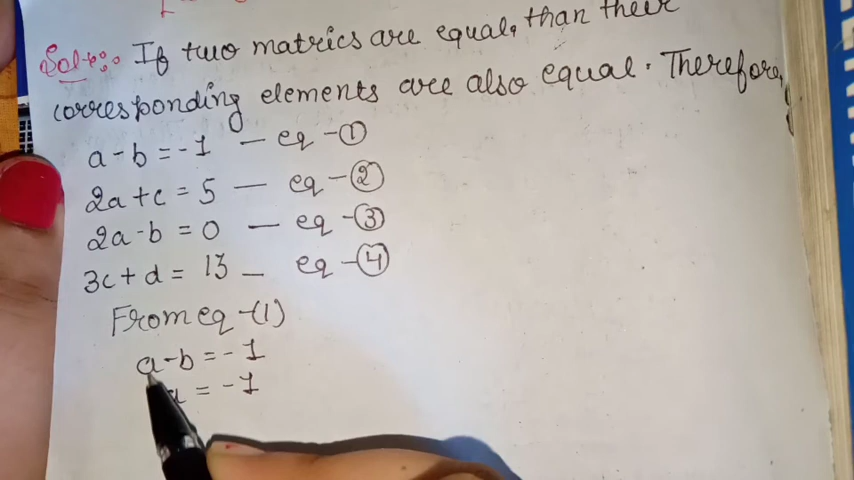 Soln:- If two matrics are equal, than their
corresponding elements are also equal. Therefore,
a-b = -1 — eq-①
2a+c = 5 — eq-②
2a-b = 0 — eq-③
3c+d = 13 — eq-④
From eq-(1)
a-b = -1
a = -1